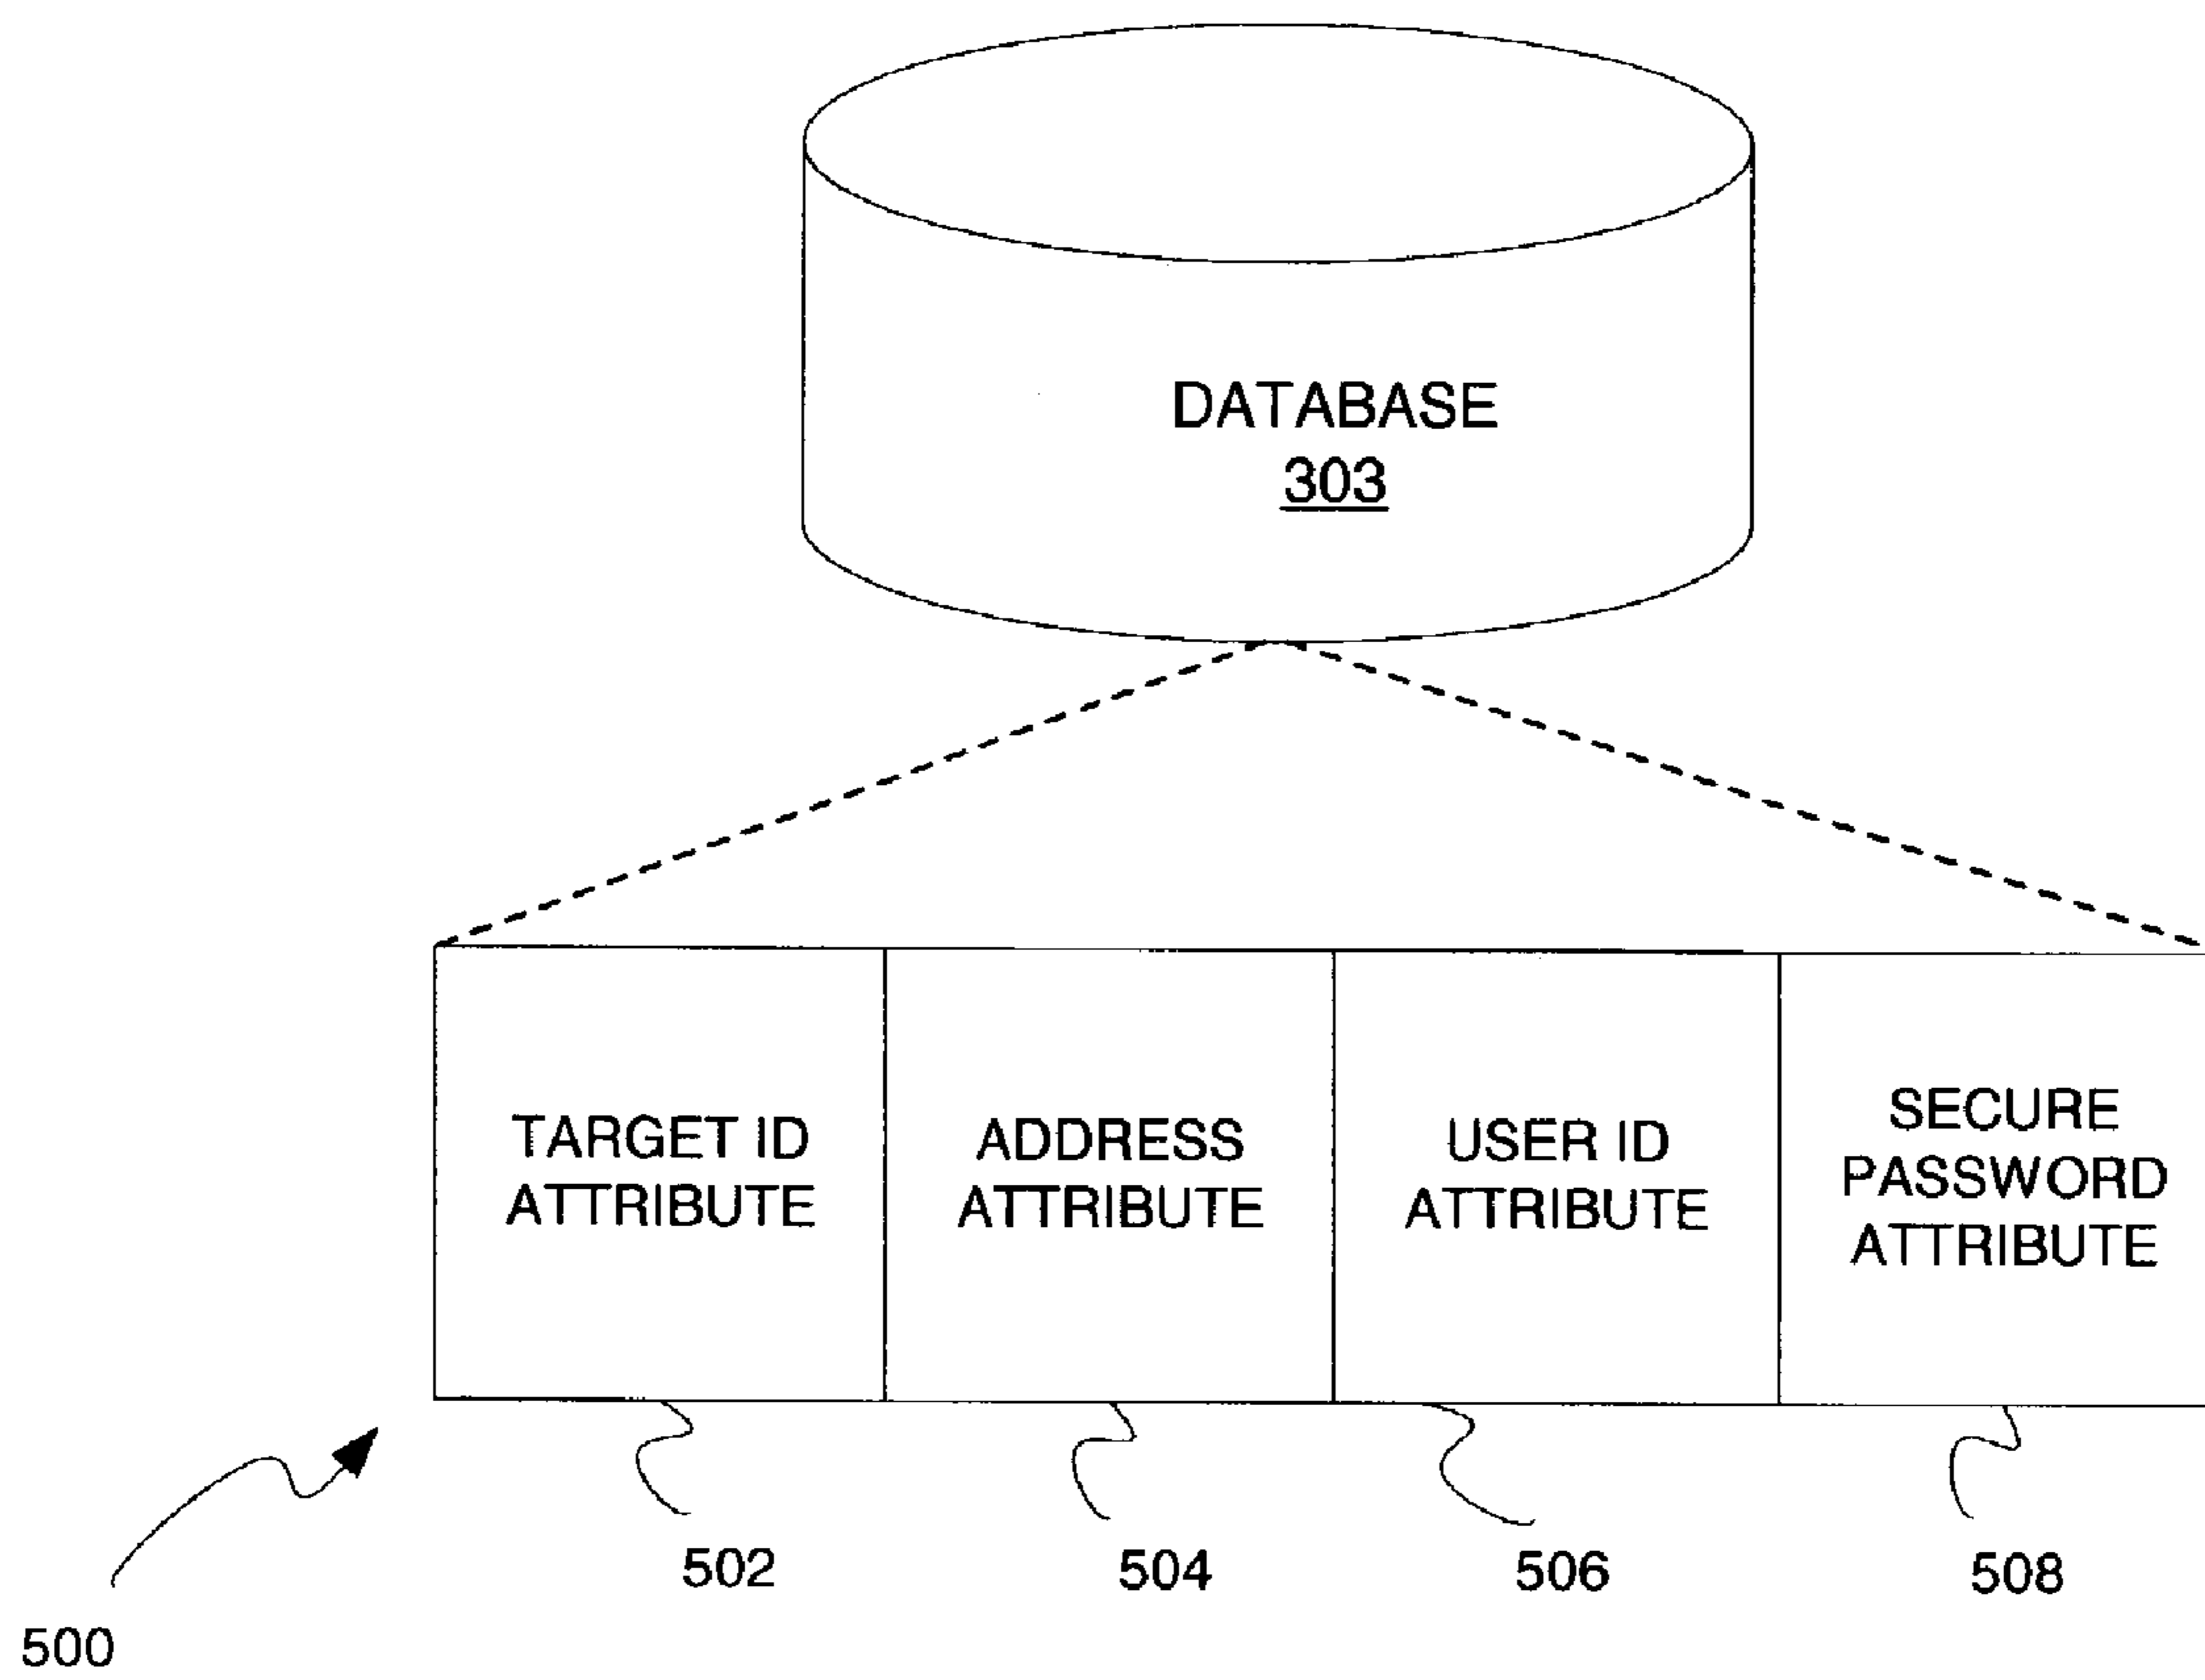 DATABASE
303
TARGET ID
ATTRIBUTE
ADDRESS
ATTRIBUTE
USER ID
ATTRIBUTE
SECURE
PASSWORD
ATTRIBUTE
502
504
506
508
500